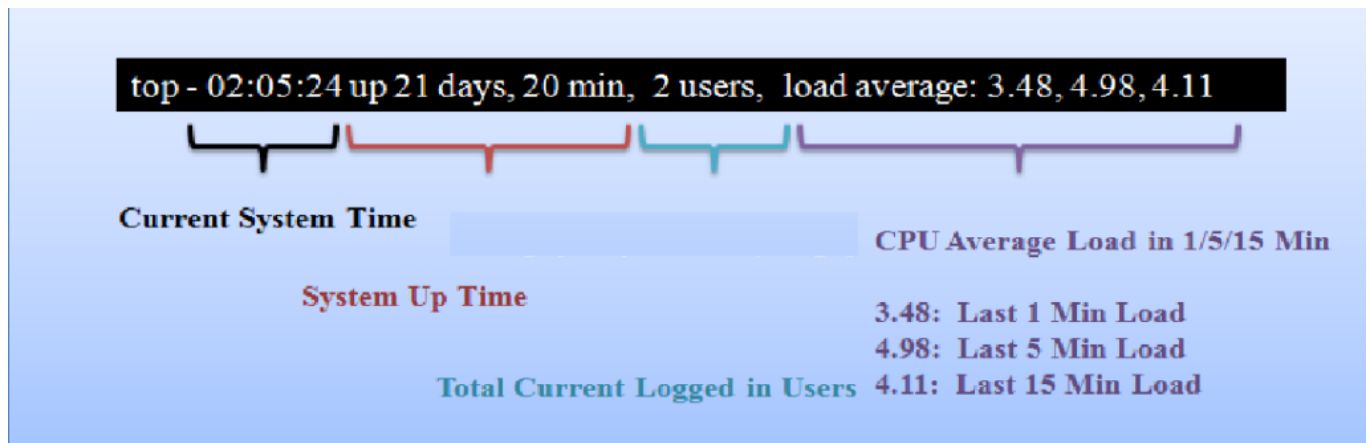 top - 02:05:24 up 21 days, 20 min, 2 users, load average: 3.48, 4.98, 4.11
Current System Time
CPU Average Load in 1/5/15 Min
System Up Time
3.48: Last 1 Min Load
4.98: Last 5 Min Load
Total Current Logged in Users
4.11: Last 15 Min Load